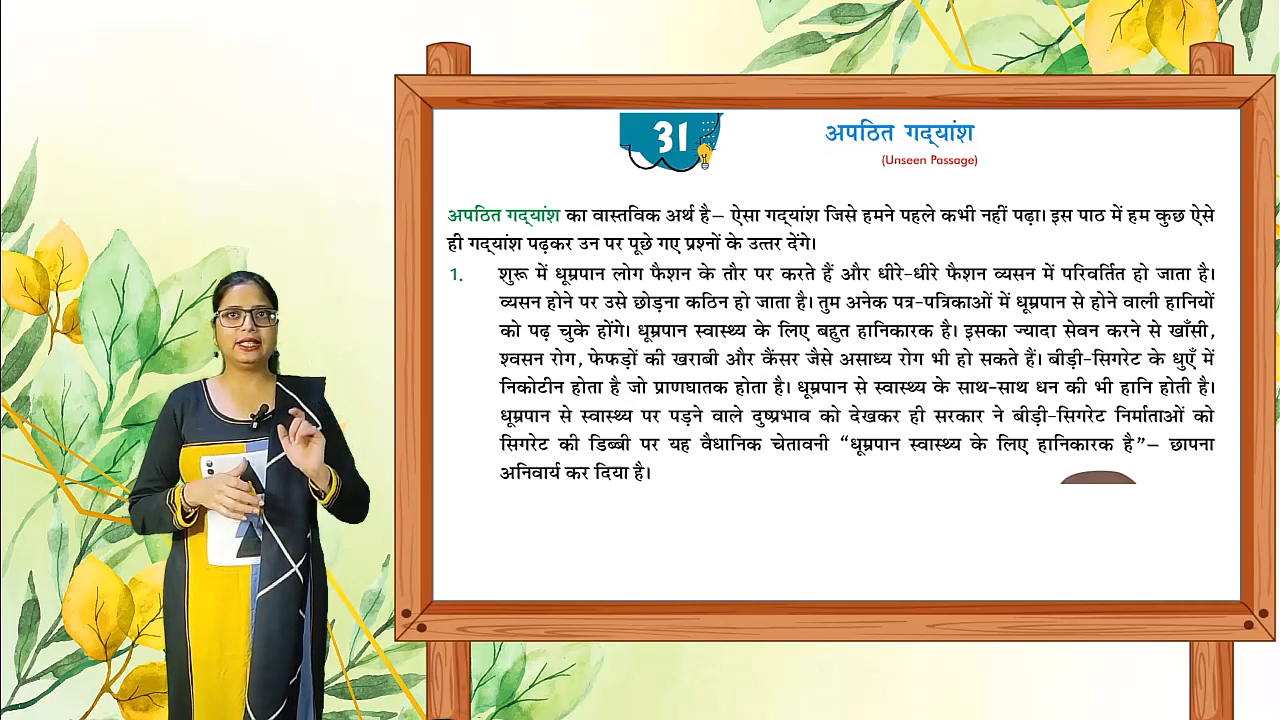 31
अपठित गद्यांश
(Unseen Passage)
अपठित गद्यांश का वास्तविक अर्थ है– ऐसा गद्यांश जिसे हमने पहले कभी नहीं पढ़ा। इस पाठ में हम कुछ ऐसे
ही गद्यांश पढ़कर उन पर पूछे गए प्रश्नों के उत्तर देंगे।
1. शुरू में धूम्रपान लोग फैशन के तौर पर करते हैं और धीरे-धीरे फैशन व्यसन में परिवर्तित हो जाता है।
व्यसन होने पर उसे छोड़ना कठिन हो जाता है। तुम अनेक पत्र-पत्रिकाओं में धूम्रपान से होने वाली हानियों
को पढ़ चुके होंगे। धूम्रपान स्वास्थ्य के लिए बहुत हानिकारक है। इसका ज्यादा सेवन करने से खाँसी,
श्वसन रोग, फेफड़ों की खराबी और कैंसर जैसे असाध्य रोग भी हो सकते हैं। बीड़ी-सिगरेट के धुएँ में
निकोटीन होता है जो प्राणघातक होता है। धूम्रपान से स्वास्थ्य के साथ-साथ धन की भी हानि होती है।
धूम्रपान से स्वास्थ्य पर पड़ने वाले दुष्प्रभाव को देखकर ही सरकार ने बीड़ी-सिगरेट निर्माताओं को
सिगरेट की डिब्बी पर यह वैधानिक चेतावनी “धूम्रपान स्वास्थ्य के लिए हानिकारक है”– छापना
अनिवार्य कर दिया है।